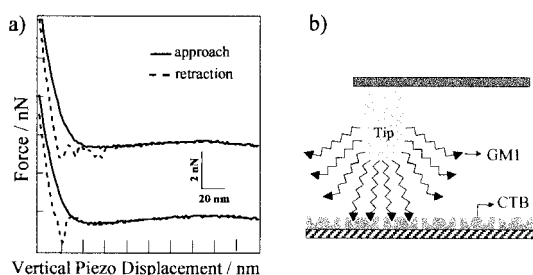 a)
approach
retraction
Force / nN
2 nN
20 nm
Vertical Piezo Displacement / nm
b)
Tip
GM1
CTB